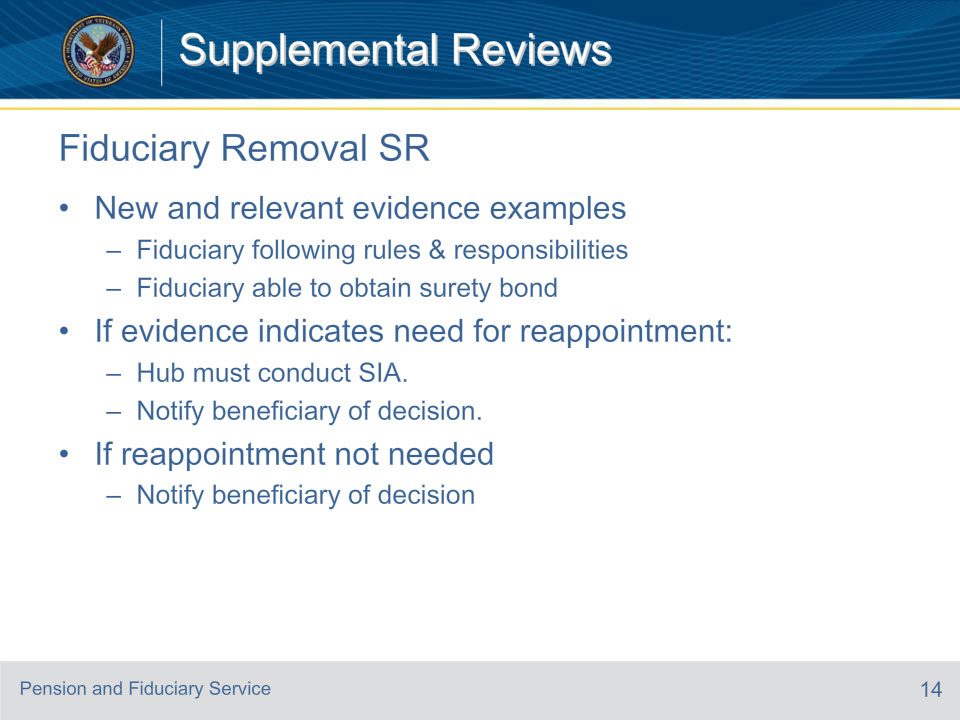 Supplemental Reviews
Fiduciary Removal SR
• New and relevant evidence examples
– Fiduciary following rules & responsibilities
– Fiduciary able to obtain surety bond
• If evidence indicates need for reappointment:
– Hub must conduct SIA.
– Notify beneficiary of decision.
• If reappointment not needed
– Notify beneficiary of decision
Pension and Fiduciary Service
14